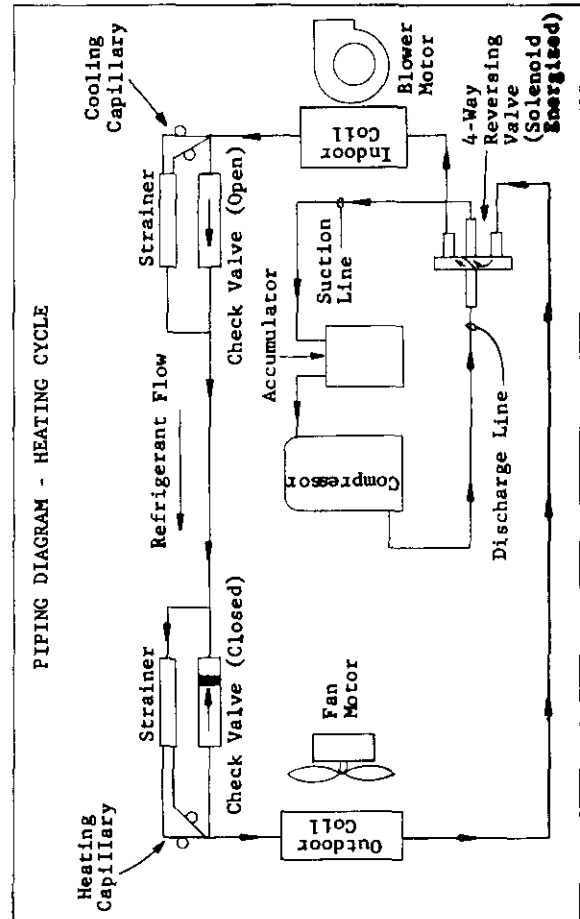 PIPING DIAGRAM - HEATING CYCLE
Heating
Capillary
Strainer
Check Valve (Closed)
Refrigerant Flow
Strainer
Check Valve (Open)
Cooling
Capillary
Outdoor
Coil
Fan
Motor
Compressor
Accumulator
Suction
Line
Discharge Line
Indoor
Coil
Blower
Motor
4-Way
Reversing
Valve
(Solenoid
Energized)